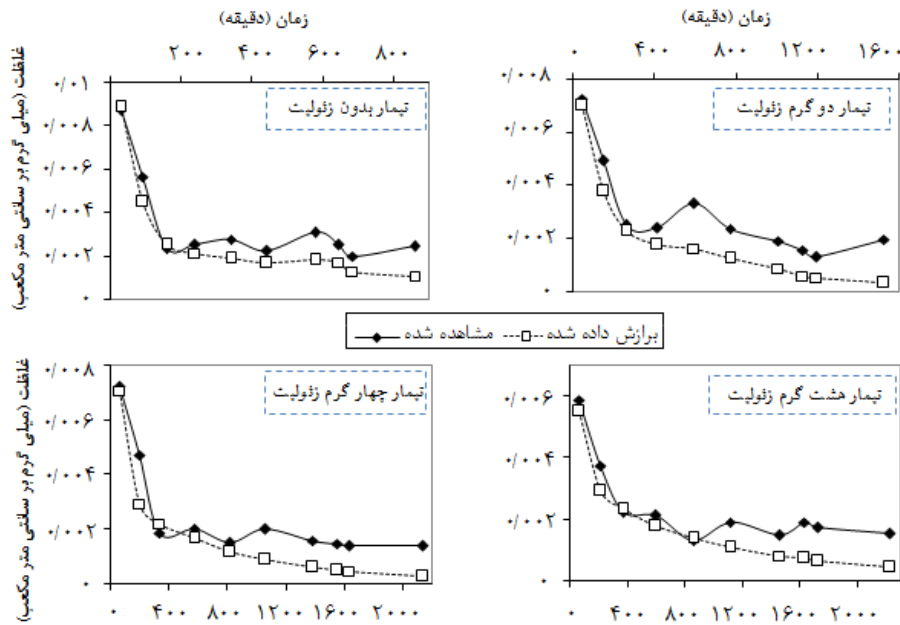 زمان (دقیقه)
زمان (دقیقه)
۰ ۴۰۰ ۸۰۰ ۱۲۰۰ ۱۶۰۰
۲۰۰ ۴۰۰ ۶۰۰ ۸۰۰
غلظت (میلی گرم بر سانتی متر مکعب)
۰/۰۰۸
۰/۰۰۶
۰/۰۰۴
۰/۰۰۲
۰
تیمار دو گرم زئولیت
۰/۰۱
۰/۰۰۸
۰/۰۰۶
۰/۰۰۴
۰/۰۰۲
۰
تیمار بدون زئولیت
مشاهده شده
برازش داده شده
غلظت (میلی گرم بر سانتی متر مکعب)
۰/۰۰۶
۰/۰۰۴
۰/۰۰۲
۰
تیمار هشت گرم زئولیت
۰/۰۰۸
۰/۰۰۶
۰/۰۰۴
۰/۰۰۲
۰
تیمار چهار گرم زئولیت
۰ ۴۰۰ ۸۰۰ ۱۲۰۰ ۱۶۰۰ ۲۰۰۰
۰ ۴۰۰ ۸۰۰ ۱۲۰۰ ۱۶۰۰ ۲۰۰۰